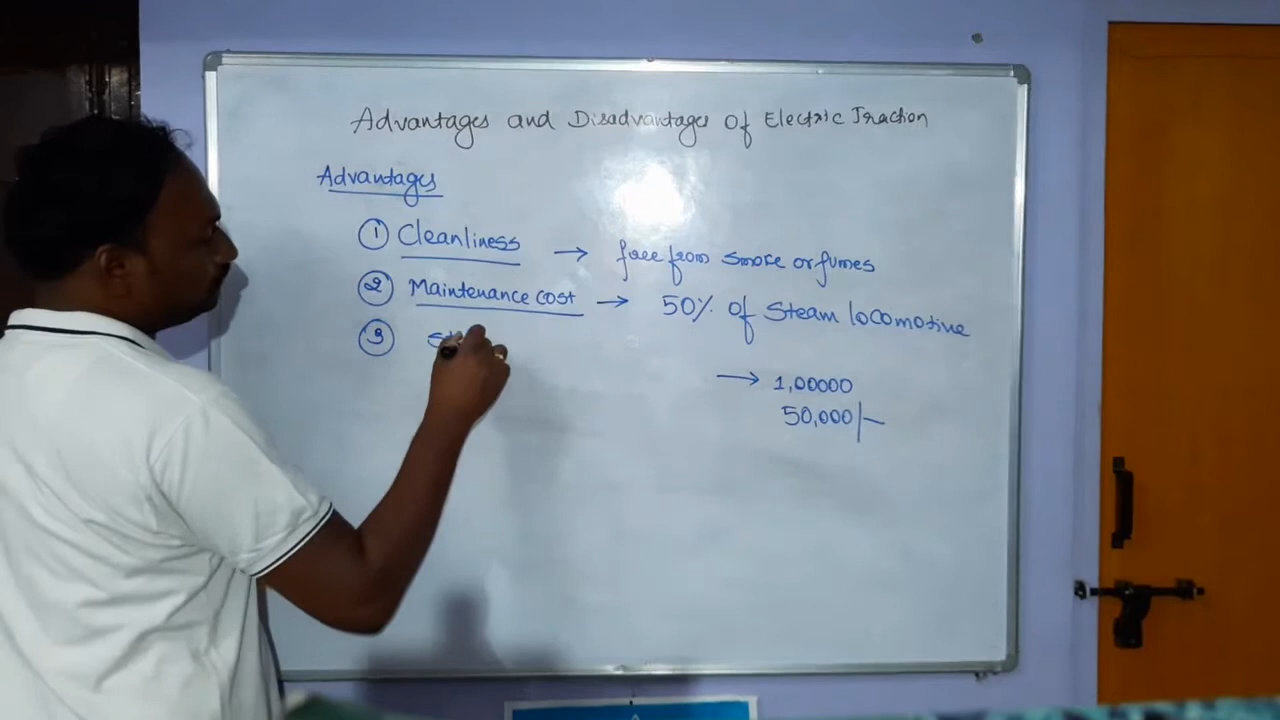 Advantages and Disadvantages of Electric Traction
Advantages
① Cleanliness → free from smoke or fumes
② Maintenance cost → 50% of Steam locomotive
③
→ 1,00000
50,000/-